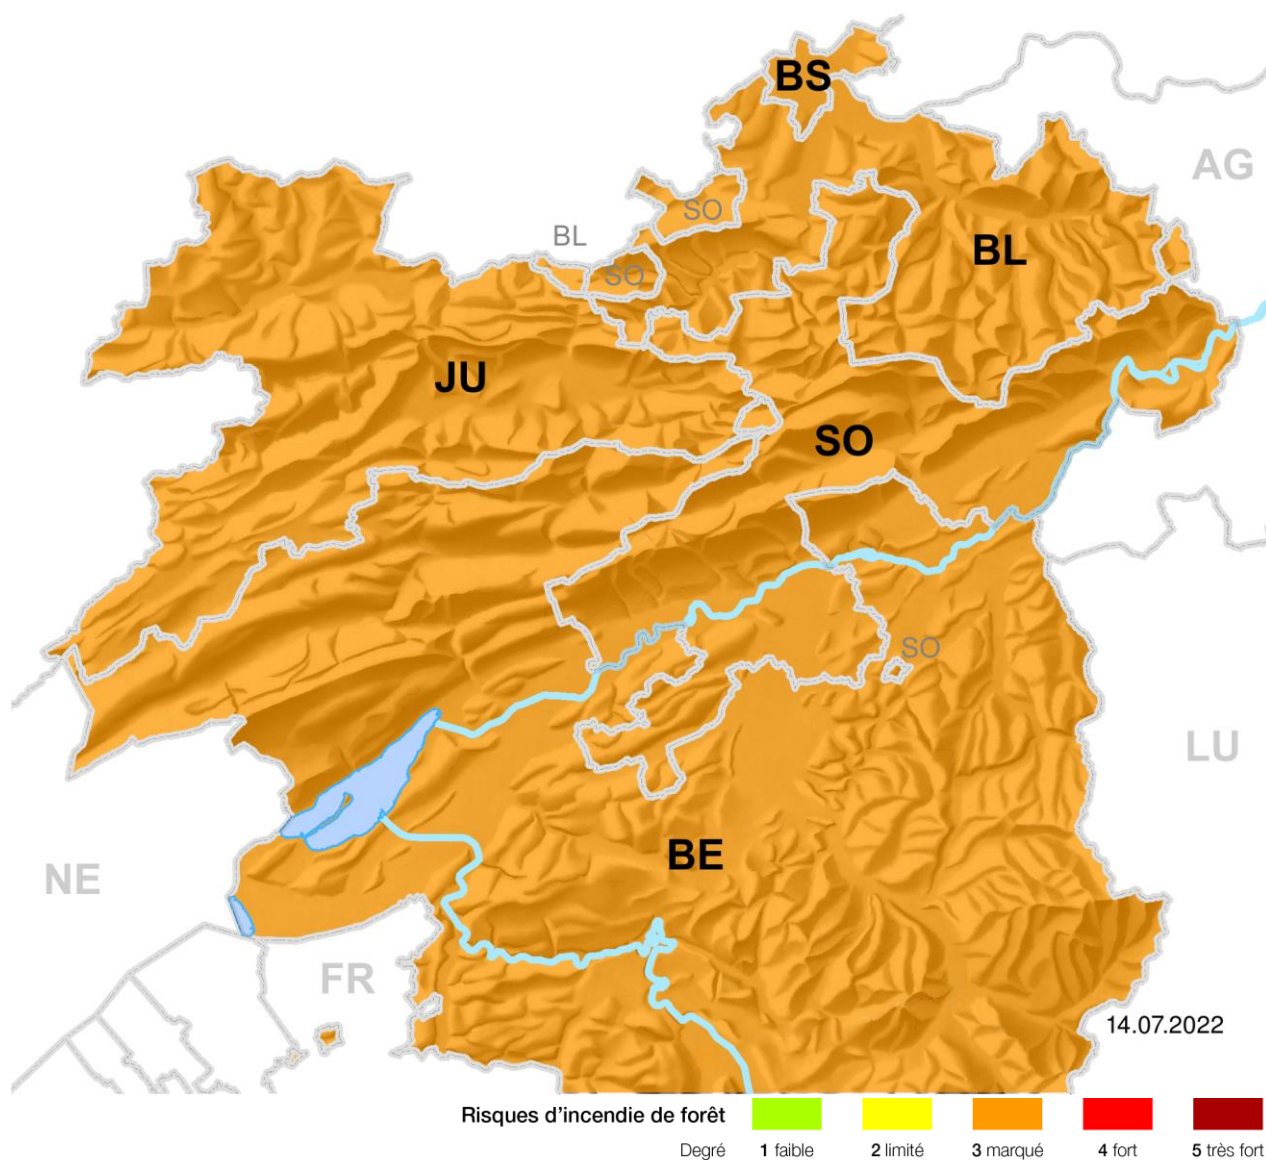 BS
AG
SO
BL
BL
SO
JU
SO
SO
LU
BE
NE
FR
14.07.2022
Risques d'incendie de forêt
Degré 1 faible 2 limité 3 marqué 4 fort 5 très fort